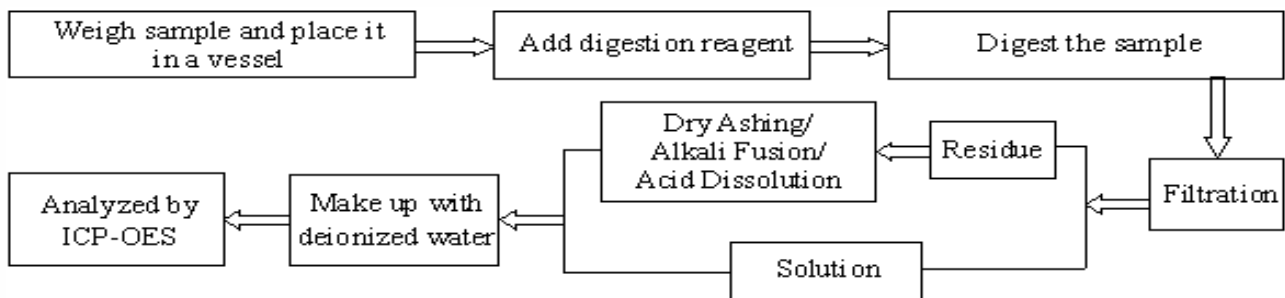 Weigh sample and place it
in a vessel
Add digestion reagent
Digest the sample
Filtration
Residue
Dry Ashing/
Alkali Fusion/
Acid Dissolution
Solution
Make up with
deionized water
Analyzed by
ICP-OES